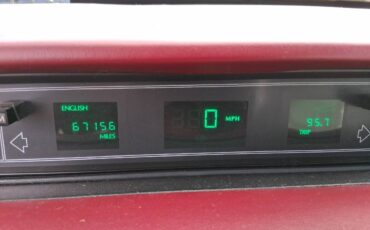 ENGLISH
67156
MILES
0 MPH
95.7
TRIP